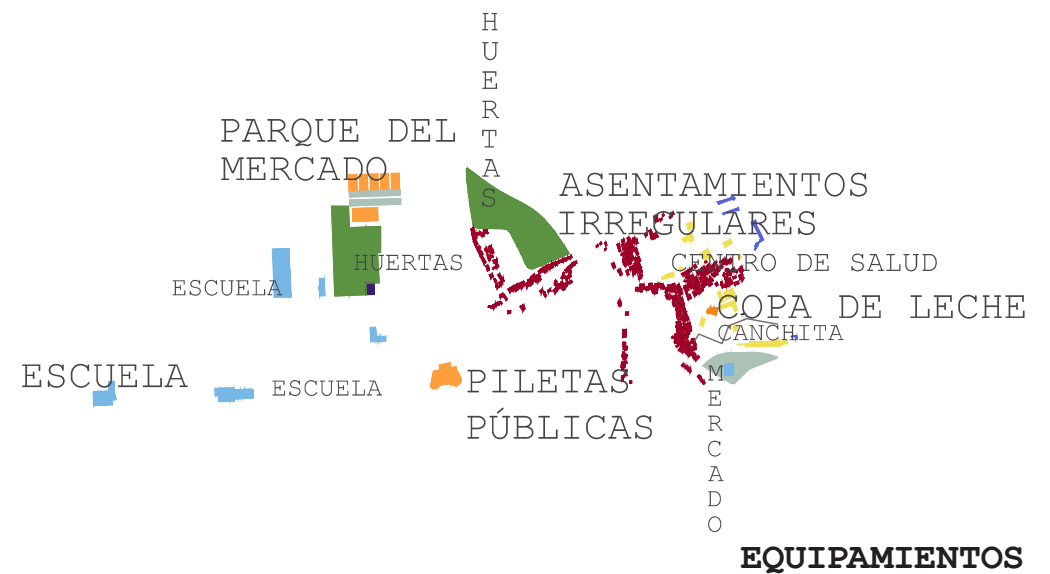 HUERTAS
PARQUE DEL
MERCADO
ASENTAMIENTOS
IRREGULARES
HUERTAS
CENTRO DE SALUD
ESCUELA
COPA DE LECHE
CANCHITA
ESCUELA
ESCUELA
PILETAS
PÚBLICAS
MERCADO
EQUIPAMIENTOS